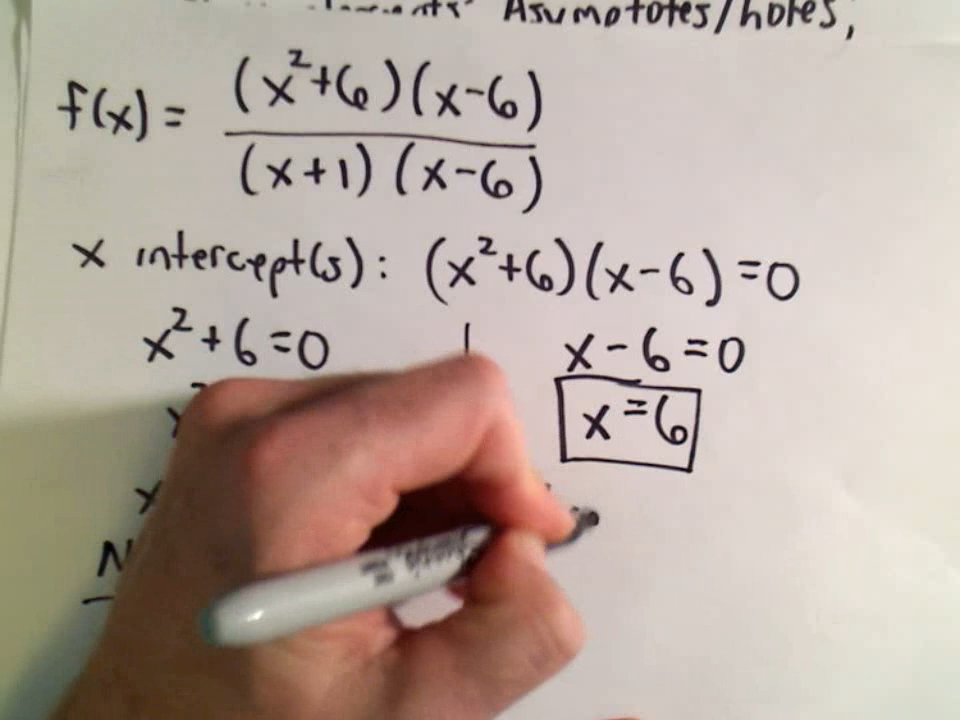 Asymptotes/holes,
f(x) = (x²+6)(x-6)
(x+1)(x-6)
x intercept(s): (x²+6)(x-6)=0
x²+6=0 | x-6=0
x=6